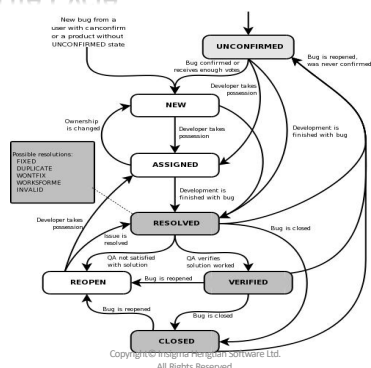 New bug from a
user with canconfirm
or a product without
UNCONFIRMED state
UNCONFIRMED
Bug is reopened,
was never confirmed
Bug confirmed or
receives enough votes
Developer takes
possession
NEW
Ownership
is changed
Developer takes
possession
Development is
finished with bug
Possible resolutions:
FIXED
DUPLICATE
WONTFIX
WORKSFORME
INVALID
ASSIGNED
Development is
finished with bug
Developer takes
possession
RESOLVED
Issue is
resolved
Bug is closed
QA not satisfied
with solution
QA verifies
solution worked
REOPEN
Bug is reopened
VERIFIED
Bug is reopened
Bug is closed
CLOSED
Copyright© Insigma Hengtian Software Ltd.
All Rights Reserved